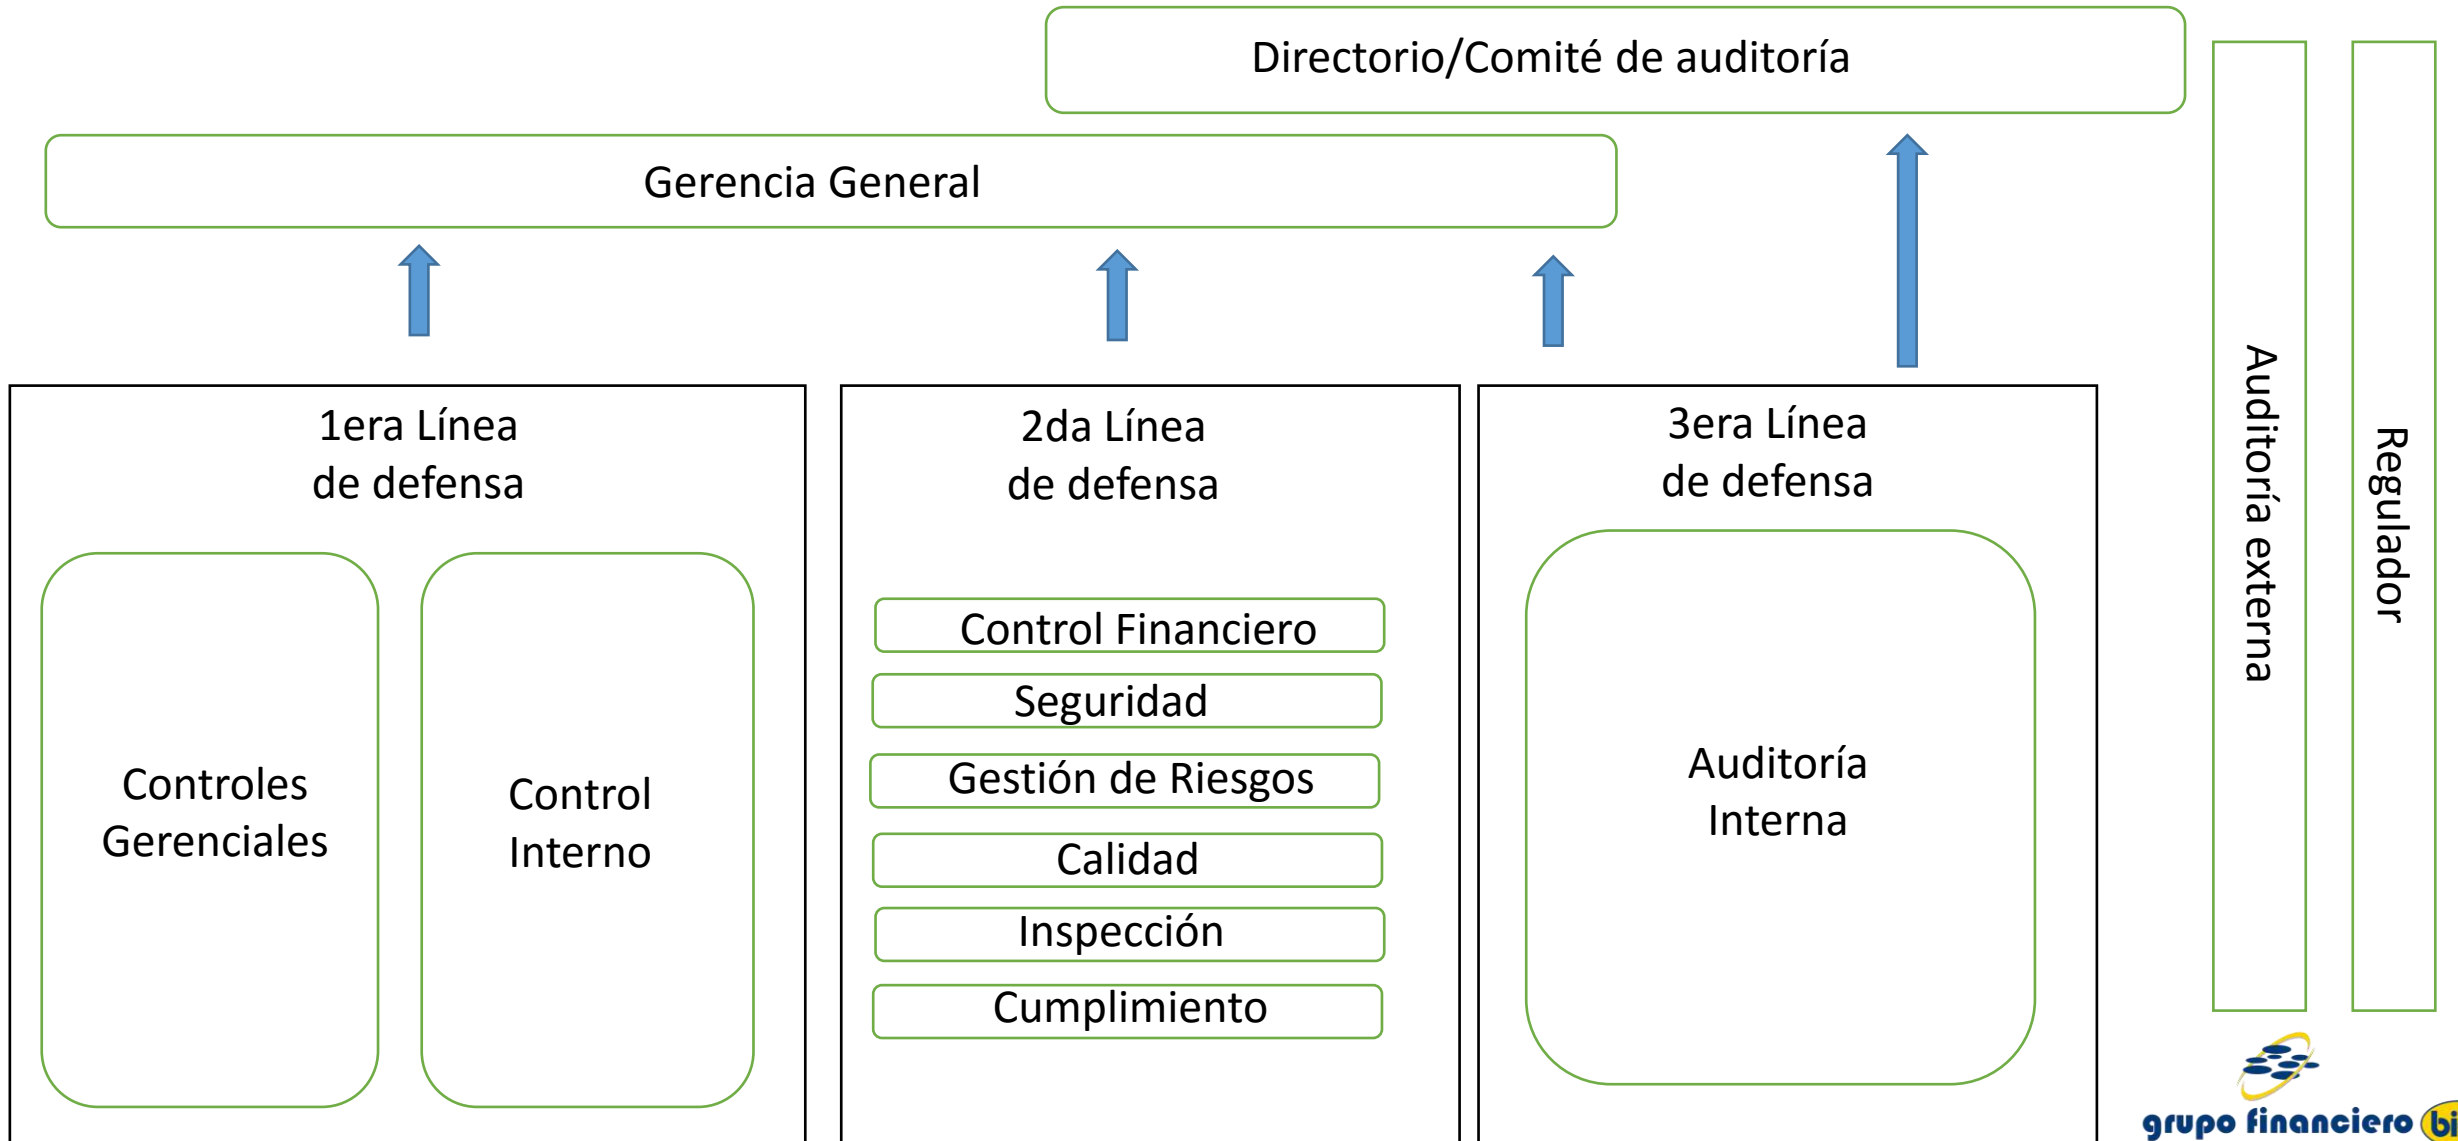 Directorio/Comité de auditoría
Gerencia General
1era Línea
de defensa
Controles
Gerenciales
Control
Interno
2da Línea
de defensa
Control Financiero
Seguridad
Gestión de Riesgos
Calidad
Inspección
Cumplimiento
3era Línea
de defensa
Auditoría
Interna
Auditoría externa
Regulador
grupo financiero bi